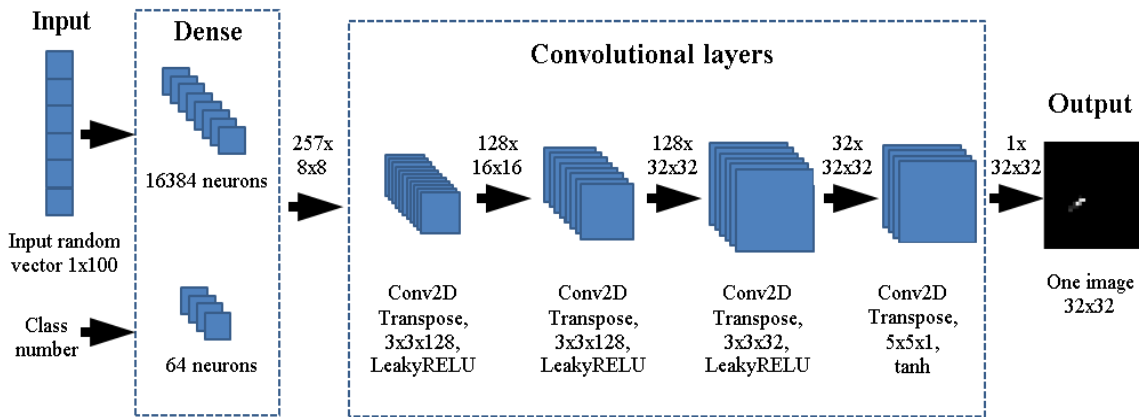 Input
Dense
Convolutional layers
Output
16384 neurons
Input random
vector 1x100
Class
number
64 neurons
257x
8x8
128x
16x16
128x
32x32
32x
32x32
1x
32x32
Conv2D
Transpose,
3x3x128,
LeakyRELU
Conv2D
Transpose,
3x3x128,
LeakyRELU
Conv2D
Transpose,
3x3x32,
LeakyRELU
Conv2D
Transpose,
5x5x1,
tanh
One image
32x32